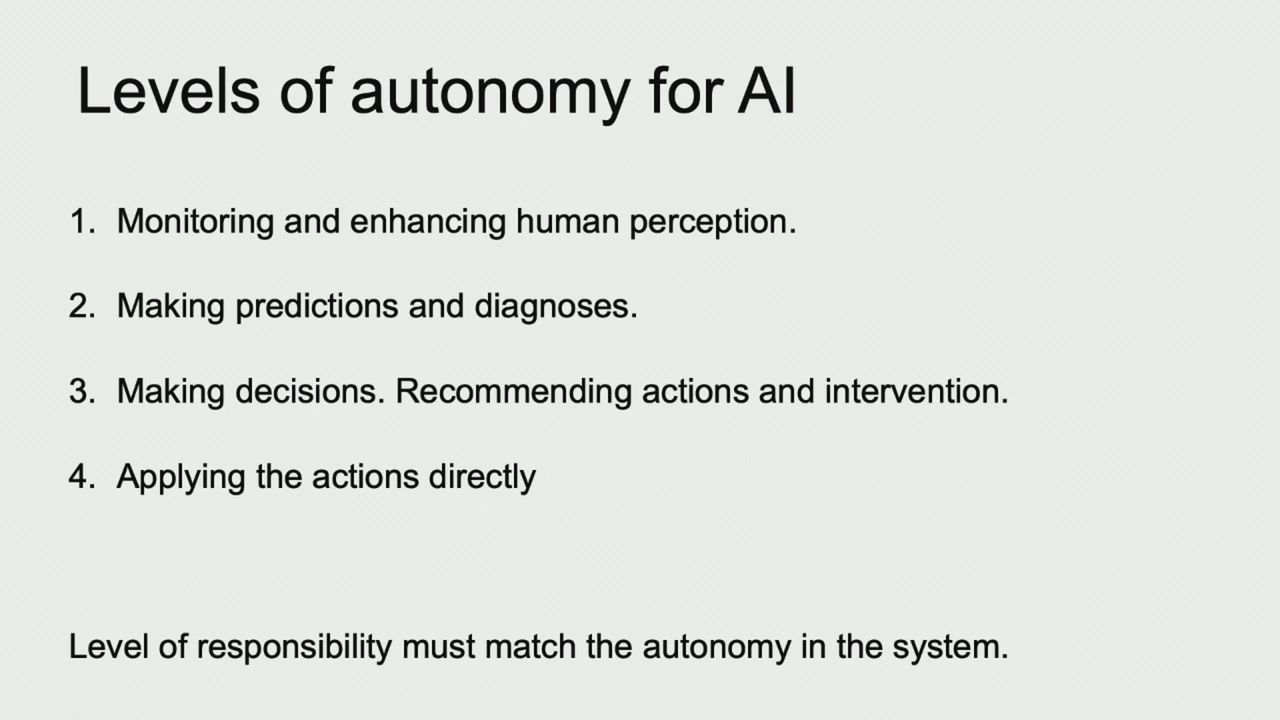 Levels of autonomy for AI
1. Monitoring and enhancing human perception.
2. Making predictions and diagnoses.
3. Making decisions. Recommending actions and intervention.
4. Applying the actions directly
Level of responsibility must match the autonomy in the system.